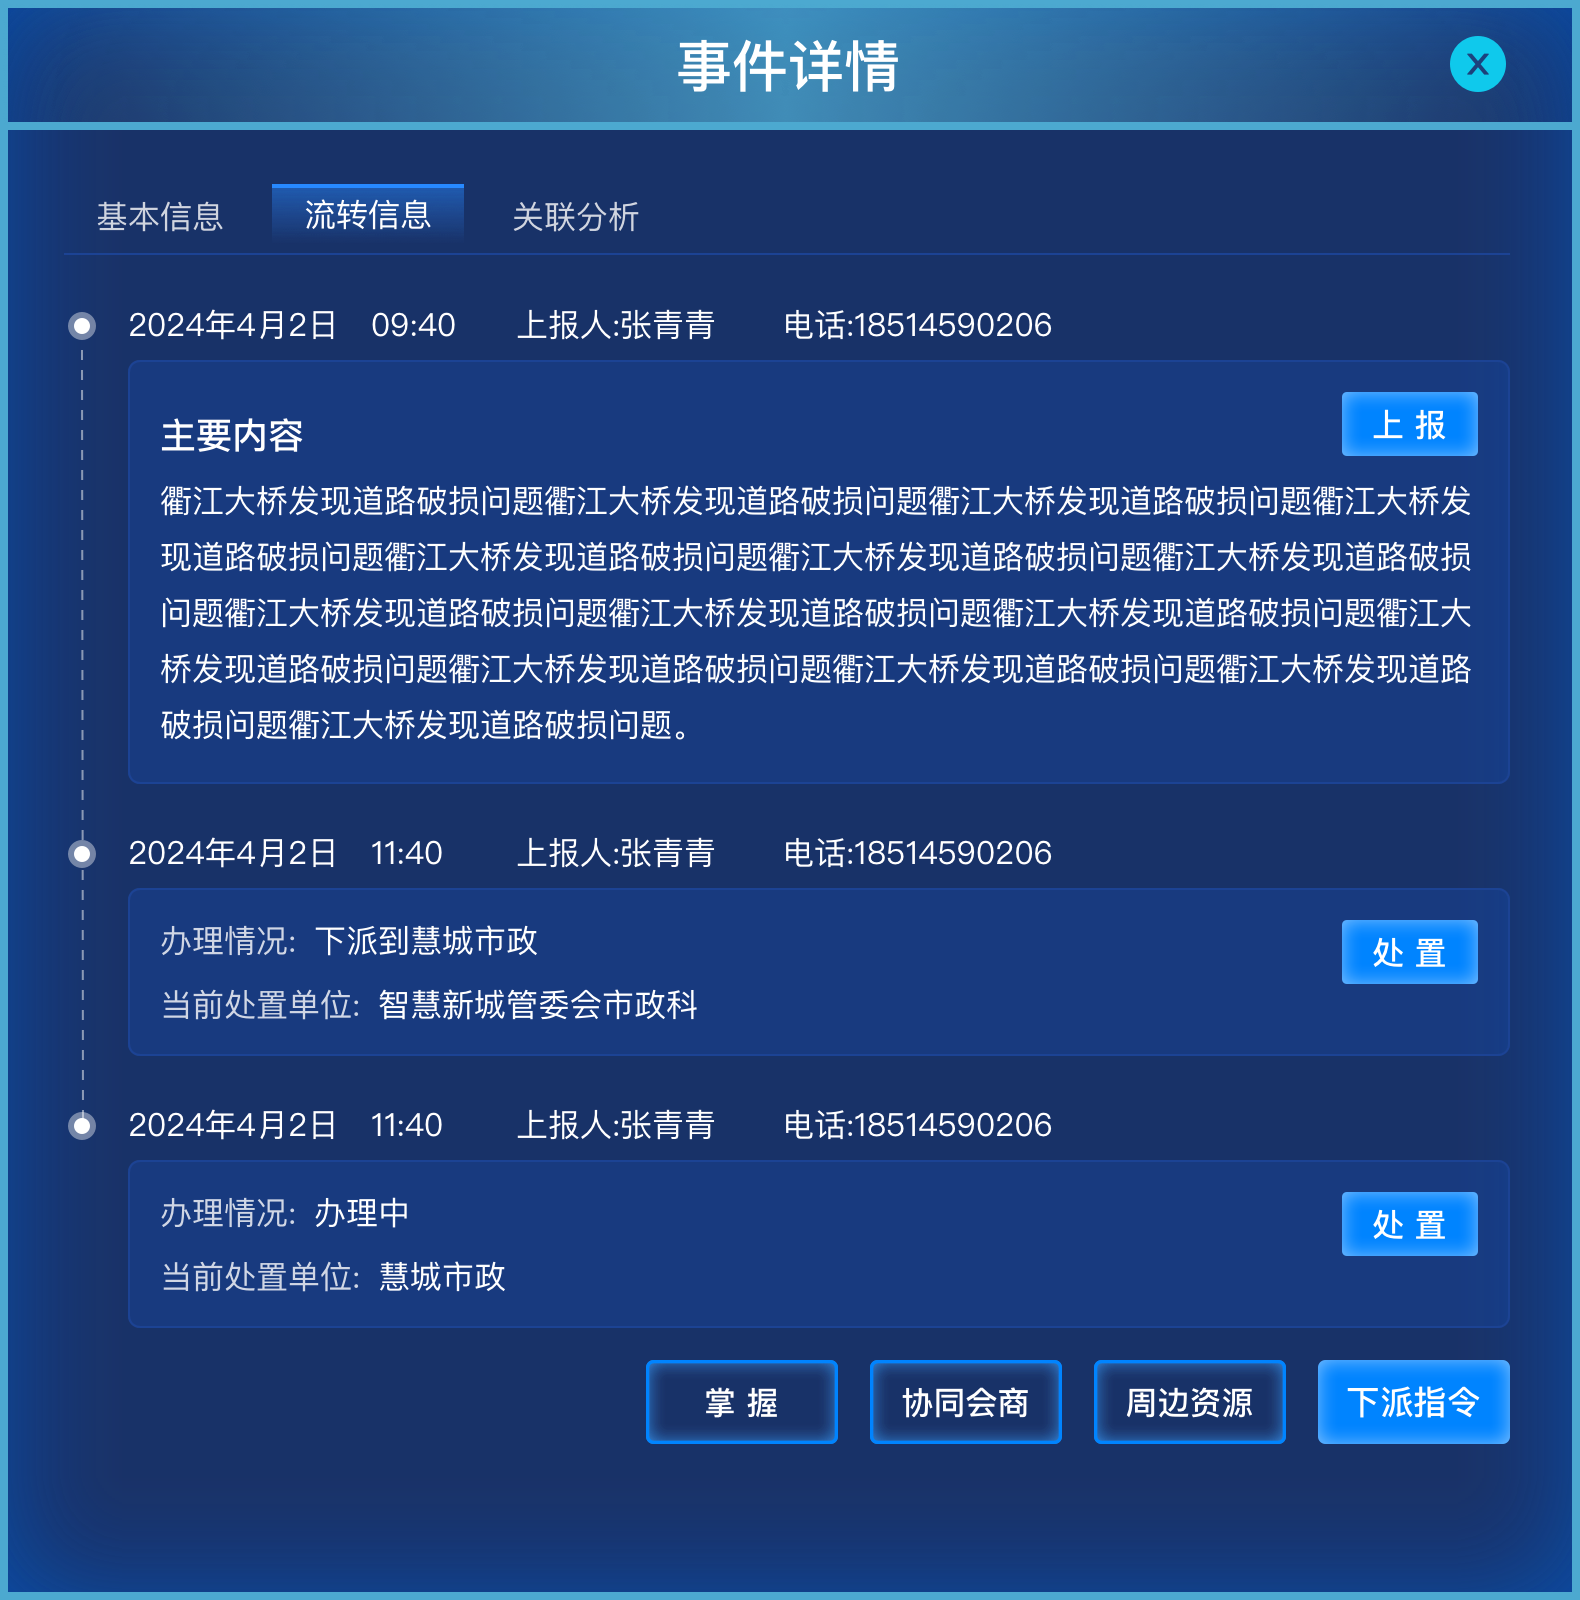 事件详情
X
基本信息 流转信息 关联分析
2024年4月2日 09:40 上报人:张青青 电话:18514590206
主要内容
上 报
衢江大桥发现道路破损问题衢江大桥发现道路破损问题衢江大桥发现道路破损问题衢江大桥发
现道路破损问题衢江大桥发现道路破损问题衢江大桥发现道路破损问题衢江大桥发现道路破损
问题衢江大桥发现道路破损问题衢江大桥发现道路破损问题衢江大桥发现道路破损问题衢江大
桥发现道路破损问题衢江大桥发现道路破损问题衢江大桥发现道路破损问题衢江大桥发现道路
破损问题衢江大桥发现道路破损问题。
2024年4月2日 11:40 上报人:张青青 电话:18514590206
办理情况: 下派到慧城市政
处 置
当前处置单位: 智慧新城管委会市政科
2024年4月2日 11:40 上报人:张青青 电话:18514590206
办理情况: 办理中
处 置
当前处置单位: 慧城市政
掌 握 协同会商 周边资源 下派指令